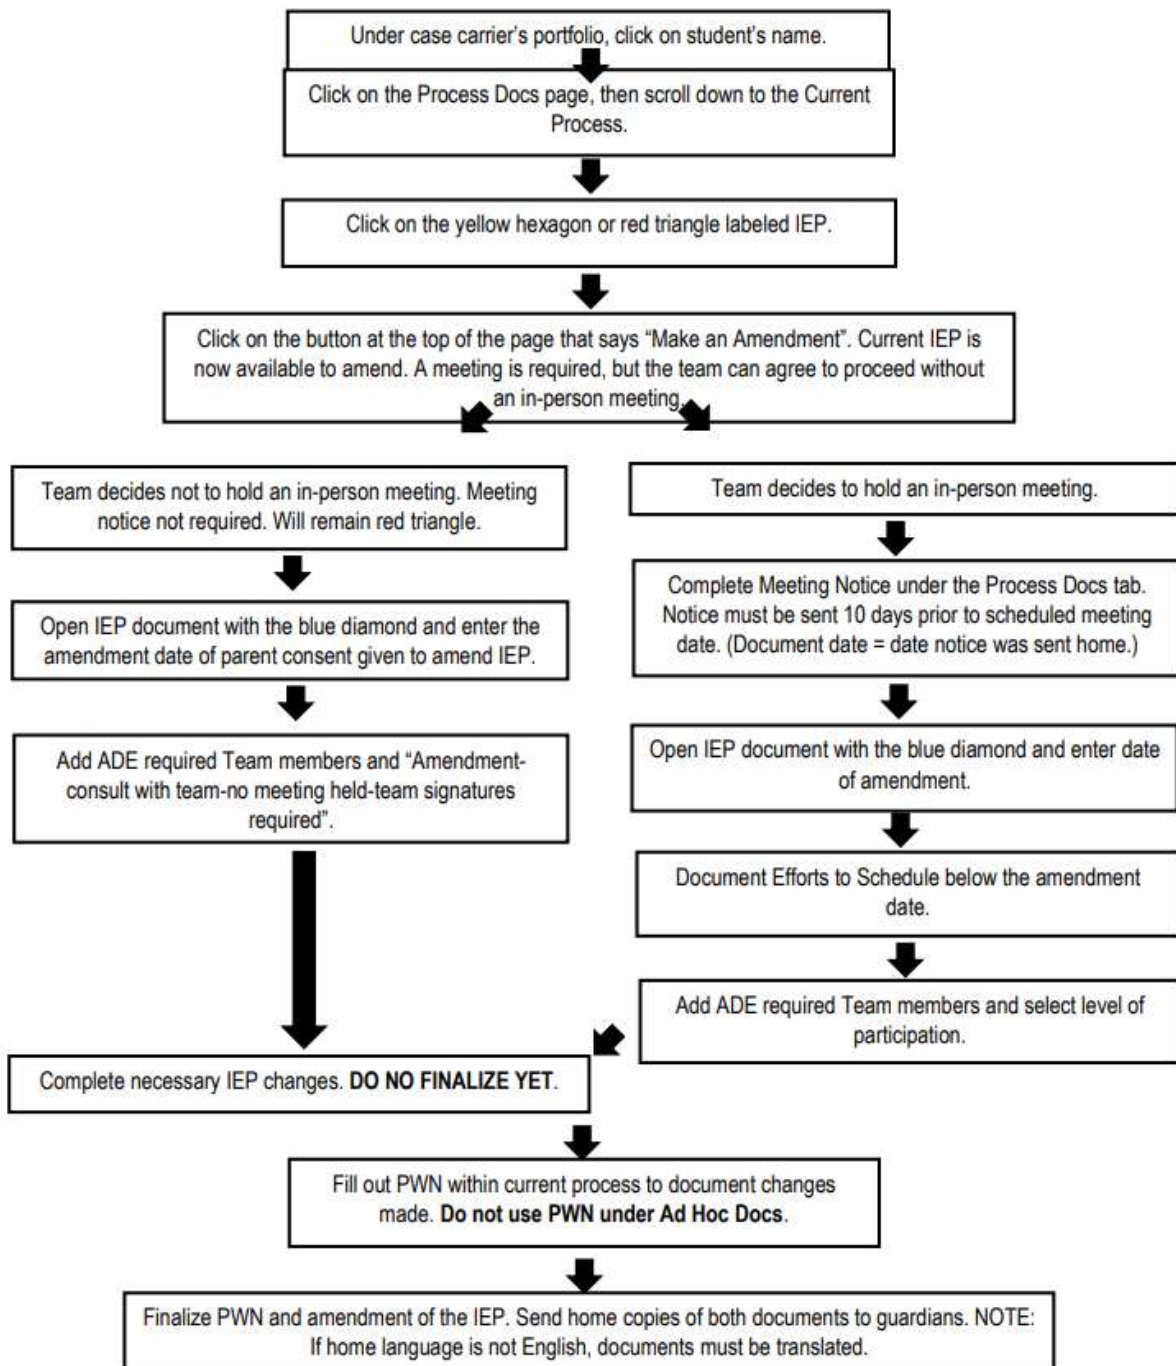 Under case carrier's portfolio, click on student's name.
Click on the Process Docs page, then scroll down to the Current
Process.
Click on the yellow hexagon or red triangle labeled IEP.
Click on the button at the top of the page that says “Make an Amendment”. Current IEP is
now available to amend. A meeting is required, but the team can agree to proceed without
an in-person meeting.
Team decides not to hold an in-person meeting. Meeting
notice not required. Will remain red triangle.
Open IEP document with the blue diamond and enter the
amendment date of parent consent given to amend IEP.
Add ADE required Team members and “Amendment-
consult with team-no meeting held-team signatures
required”.
Team decides to hold an in-person meeting.
Complete Meeting Notice under the Process Docs tab.
Notice must be sent 10 days prior to scheduled meeting
date. (Document date = date notice was sent home.)
Open IEP document with the blue diamond and enter date
of amendment.
Document Efforts to Schedule below the amendment
date.
Add ADE required Team members and select level of
participation.
Complete necessary IEP changes. DO NO FINALIZE YET.
Fill out PWN within current process to document changes
made. Do not use PWN under Ad Hoc Docs.
Finalize PWN and amendment of the IEP. Send home copies of both documents to guardians. NOTE:
If home language is not English, documents must be translated.